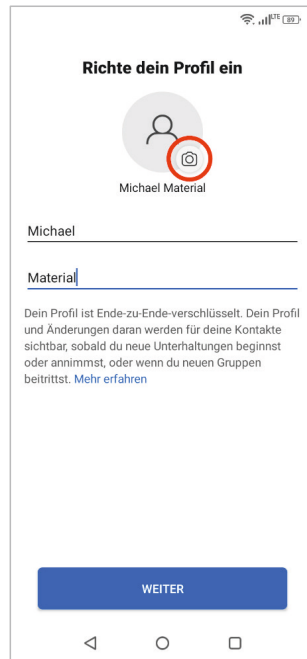 LTE 89
Richte dein Profil ein
Michael Material
Michael
Material
Dein Profil ist Ende-zu-Ende-verschlüsselt. Dein Profil
und Änderungen daran werden für deine Kontakte
sichtbar, sobald du neue Unterhaltungen beginnst
oder annimmst, oder wenn du neuen Gruppen
beitrittst. Mehr erfahren
WEITER